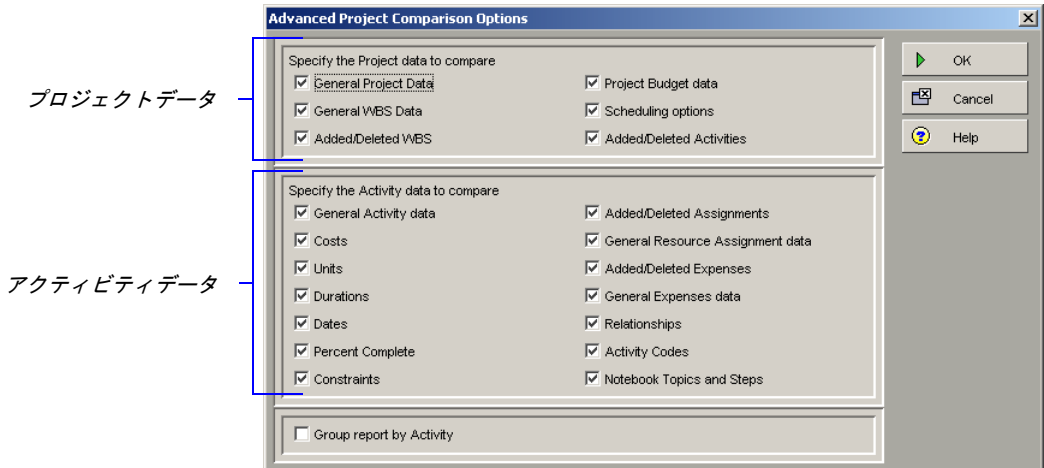 Advanced Project Comparison Options
プロジェクトデータ
Specify the Project data to compare
General Project Data
General WBS Data
Added/Deleted WBS
Project Budget data
Scheduling options
Added/Deleted Activities
OK
Cancel
Help
アクティビティデータ
Specify the Activity data to compare
General Activity data
Costs
Units
Durations
Dates
Percent Complete
Constraints
Added/Deleted Assignments
General Resource Assignment data
Added/Deleted Expenses
General Expenses data
Relationships
Activity Codes
Notebook Topics and Steps
Group report by Activity